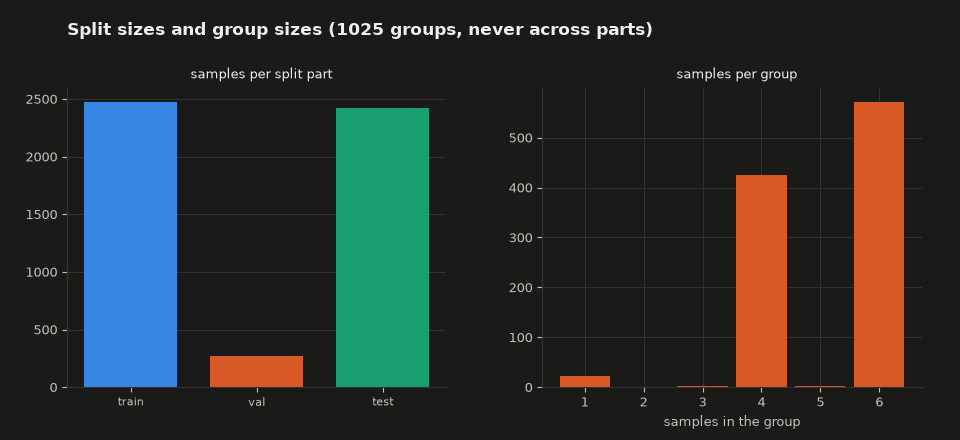 Split sizes and group sizes (1025 groups, never across parts)
samples per split part
2500
2000
1500
1000
500
0
train val test
samples per group
500
400
300
200
100
0
1 2 3 4 5 6
samples in the group